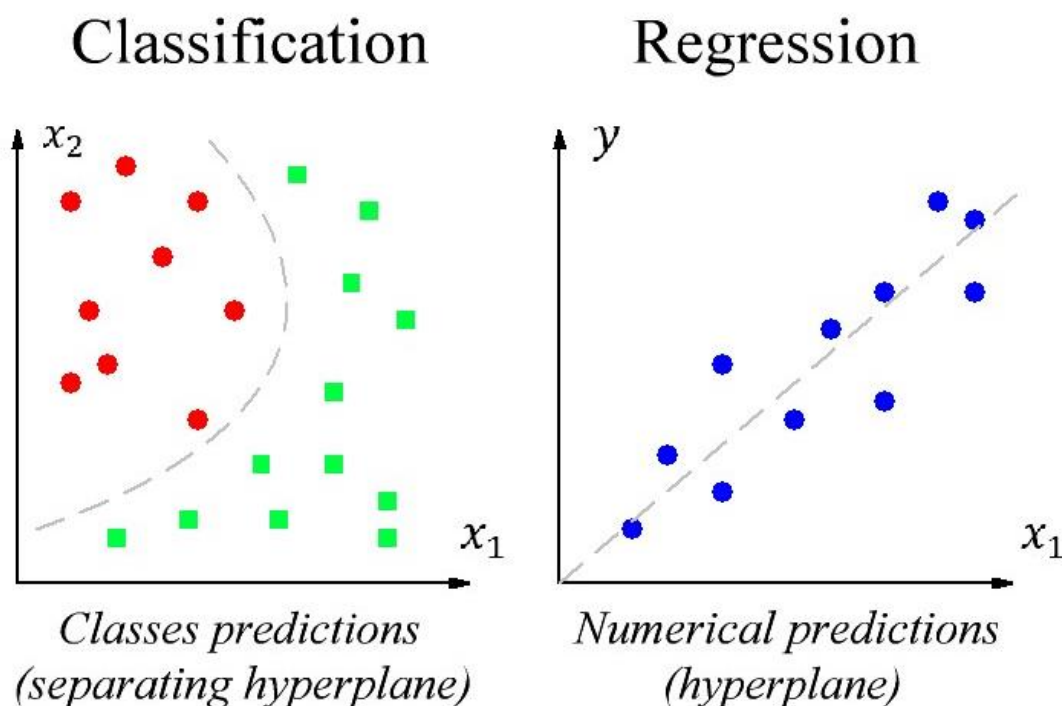 Classification
Regression
x₂
x₁
Classes predictions
(separating hyperplane)
y
x₁
Numerical predictions
(hyperplane)